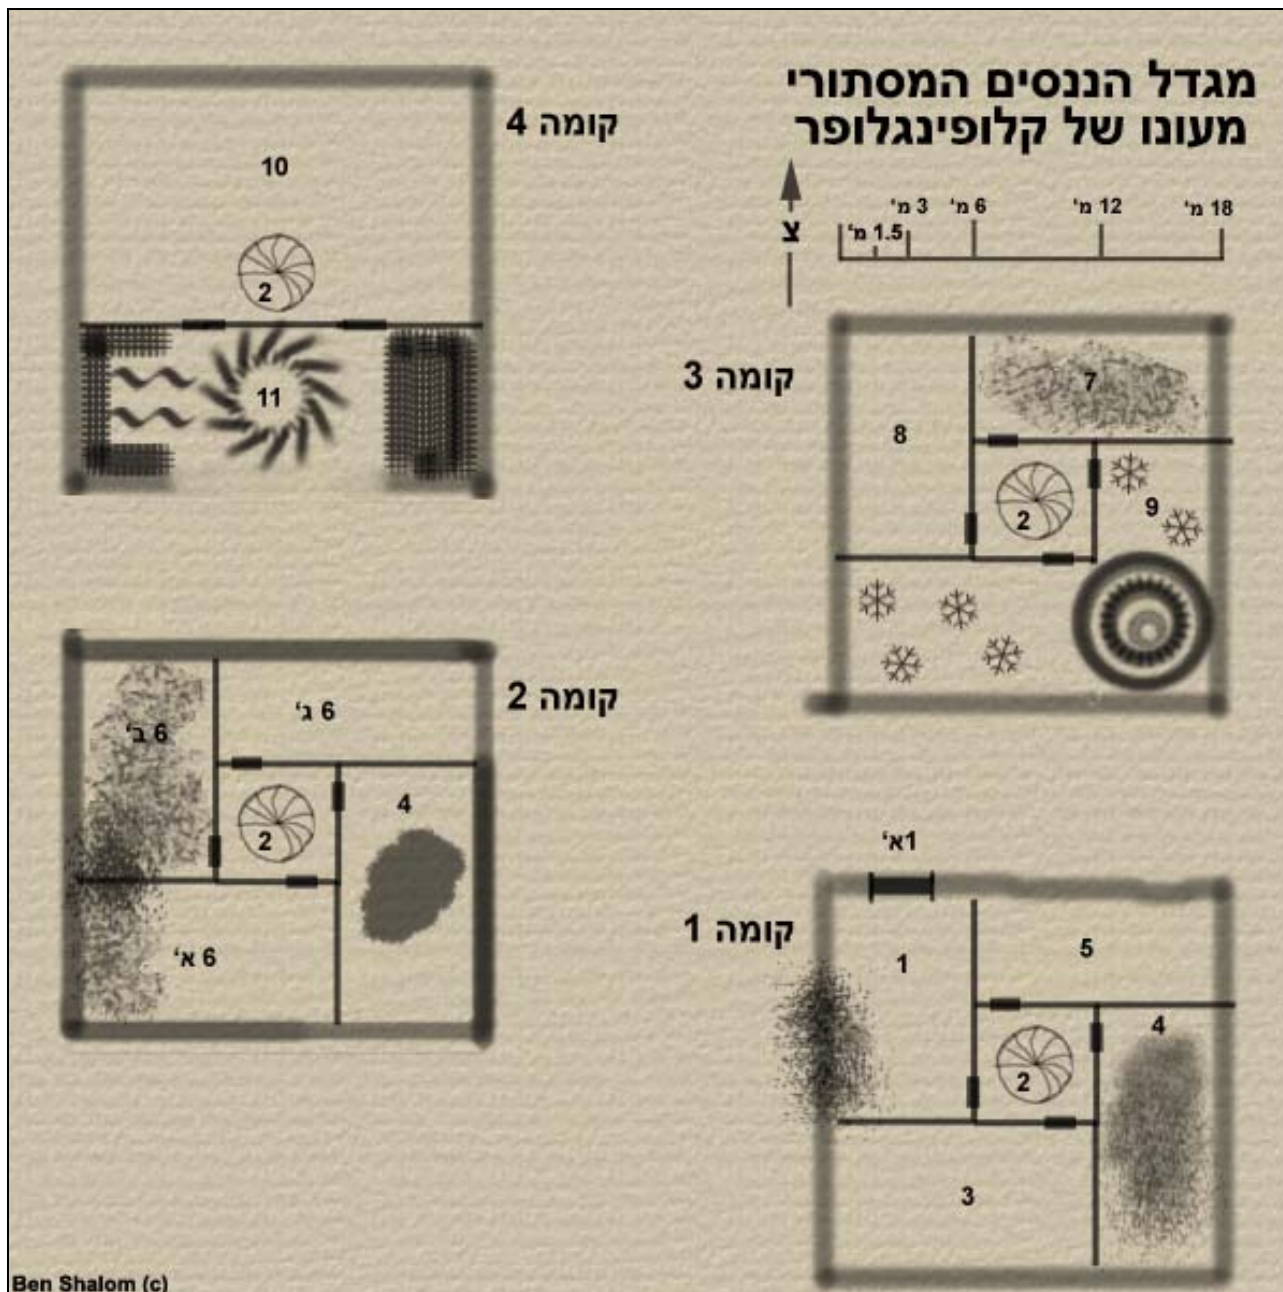 מגדל הננסים המסתורי
מעונו של קלופינגלופר
צ
1.5 מ'
3 מ'
6 מ'
12 מ'
18 מ'
קומה 4
10
2
11
קומה 3
7
8
2
9
קומה 2
6 ג'
6 ב'
4
2
6 א'
קומה 1
1א'
1
5
4
2
3
Ben Shalom (c)